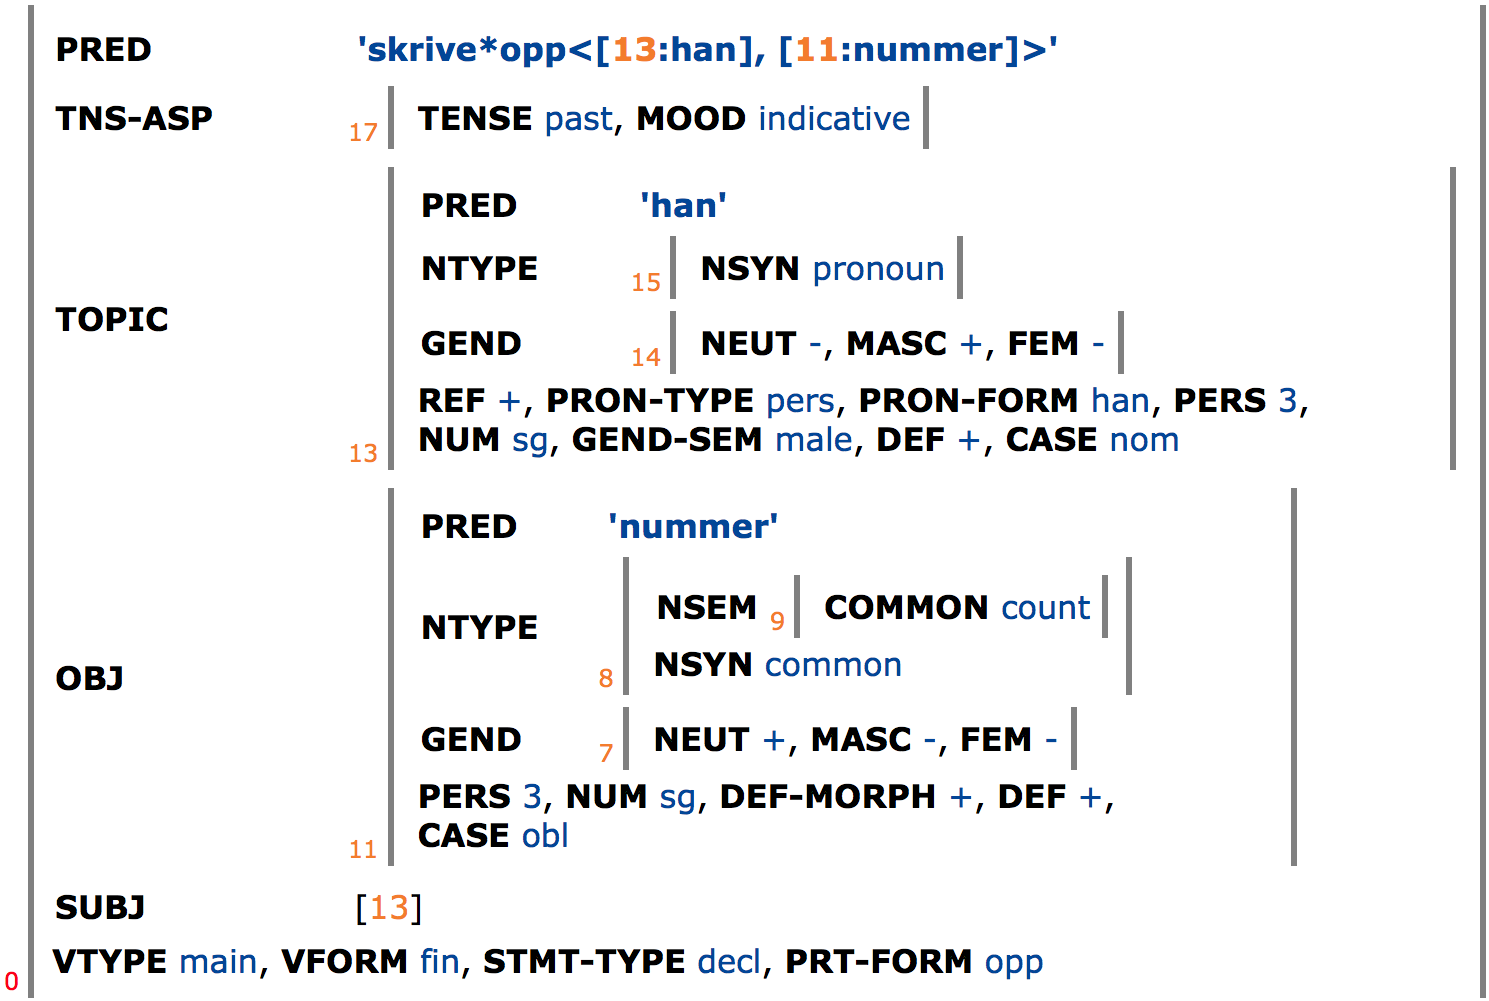 PRED 'skrive*opp<[13:han], [11:nummer]>'
TNS-ASP 17 TENSE past, MOOD indicative
PRED 'han'
NTYPE 15 NSYN pronoun
TOPIC
GEND 14 NEUT -, MASC +, FEM -
REF +, PRON-TYPE pers, PRON-FORM han, PERS 3,
13 NUM sg, GEND-SEM male, DEF +, CASE nom
PRED 'nummer'
NTYPE NSEM 9 COMMON count
8 NSYN common
OBJ
GEND 7 NEUT +, MASC -, FEM -
PERS 3, NUM sg, DEF-MORPH +, DEF +,
11 CASE obl
SUBJ [13]
0 VTYPE main, VFORM fin, STMT-TYPE decl, PRT-FORM opp